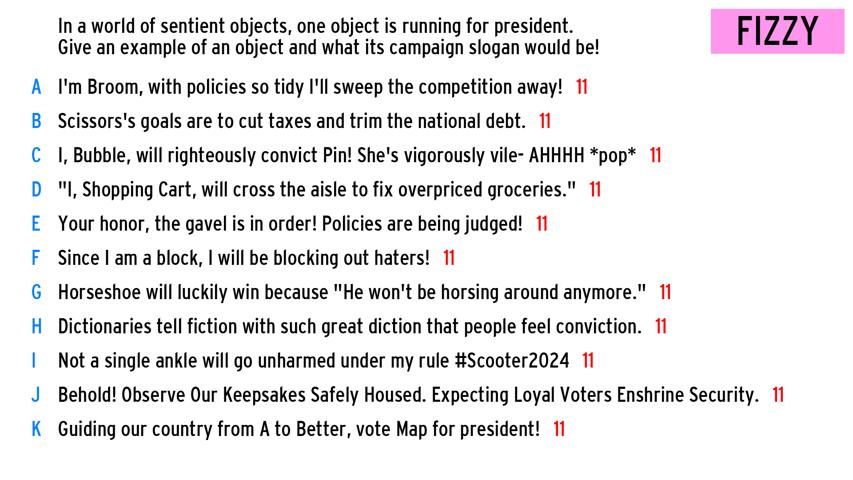 In a world of sentient objects, one object is running for president.
Give an example of an object and what its campaign slogan would be!
FIZZY
A I'm Broom, with policies so tidy I'll sweep the competition away! 11
B Scissors's goals are to cut taxes and trim the national debt. 11
C I, Bubble, will righteously convict Pin! She's vigorously vile- AHHHH *pop* 11
D "I, Shopping Cart, will cross the aisle to fix overpriced groceries." 11
E Your honor, the gavel is in order! Policies are being judged! 11
F Since I am a block, I will be blocking out haters! 11
G Horseshoe will luckily win because "He won't be horsing around anymore." 11
H Dictionaries tell fiction with such great diction that people feel conviction. 11
I Not a single ankle will go unharmed under my rule #Scooter2024 11
J Behold! Observe Our Keepsakes Safely Housed. Expecting Loyal Voters Enshrine Security. 11
K Guiding our country from A to Better, vote Map for president! 11